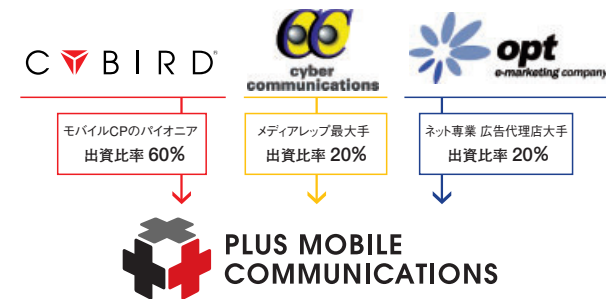 CYBIRD
cyber
communications
opt
e-marketing company
モバイルCPのパイオニア
出資比率 60%
メディアレップ最大手
出資比率 20%
ネット専業 広告代理店大手
出資比率 20%
PLUS MOBILE
COMMUNICATIONS